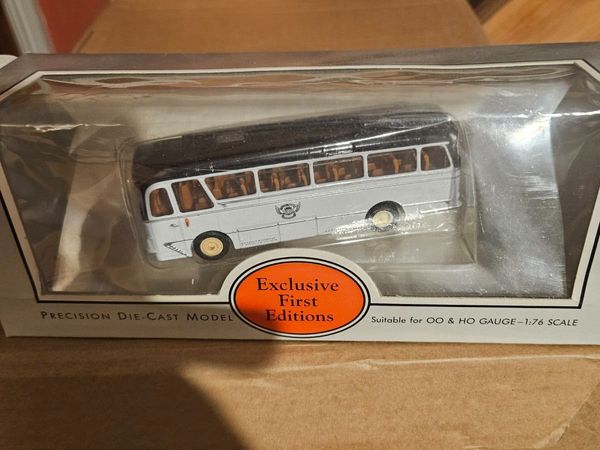 Exclusive
First
Editions
PRECISION DIE-CAST MODEL
Suitable for OO & HO GAUGE–1:76 SCALE